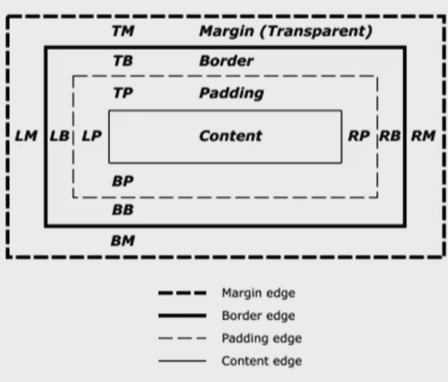 TM Margin (Transparent)
TB Border
TP Padding
LM LB LP Content RP RB RM
BP
BB
BM
Margin edge
Border edge
Padding edge
Content edge